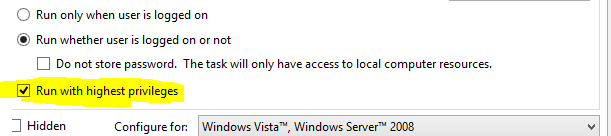 Run only when user is logged on
Run whether user is logged on or not
Do not store password. The task will only have access to local computer resources.
Run with highest privileges
Hidden Configure for: Windows Vista™, Windows Server™ 2008